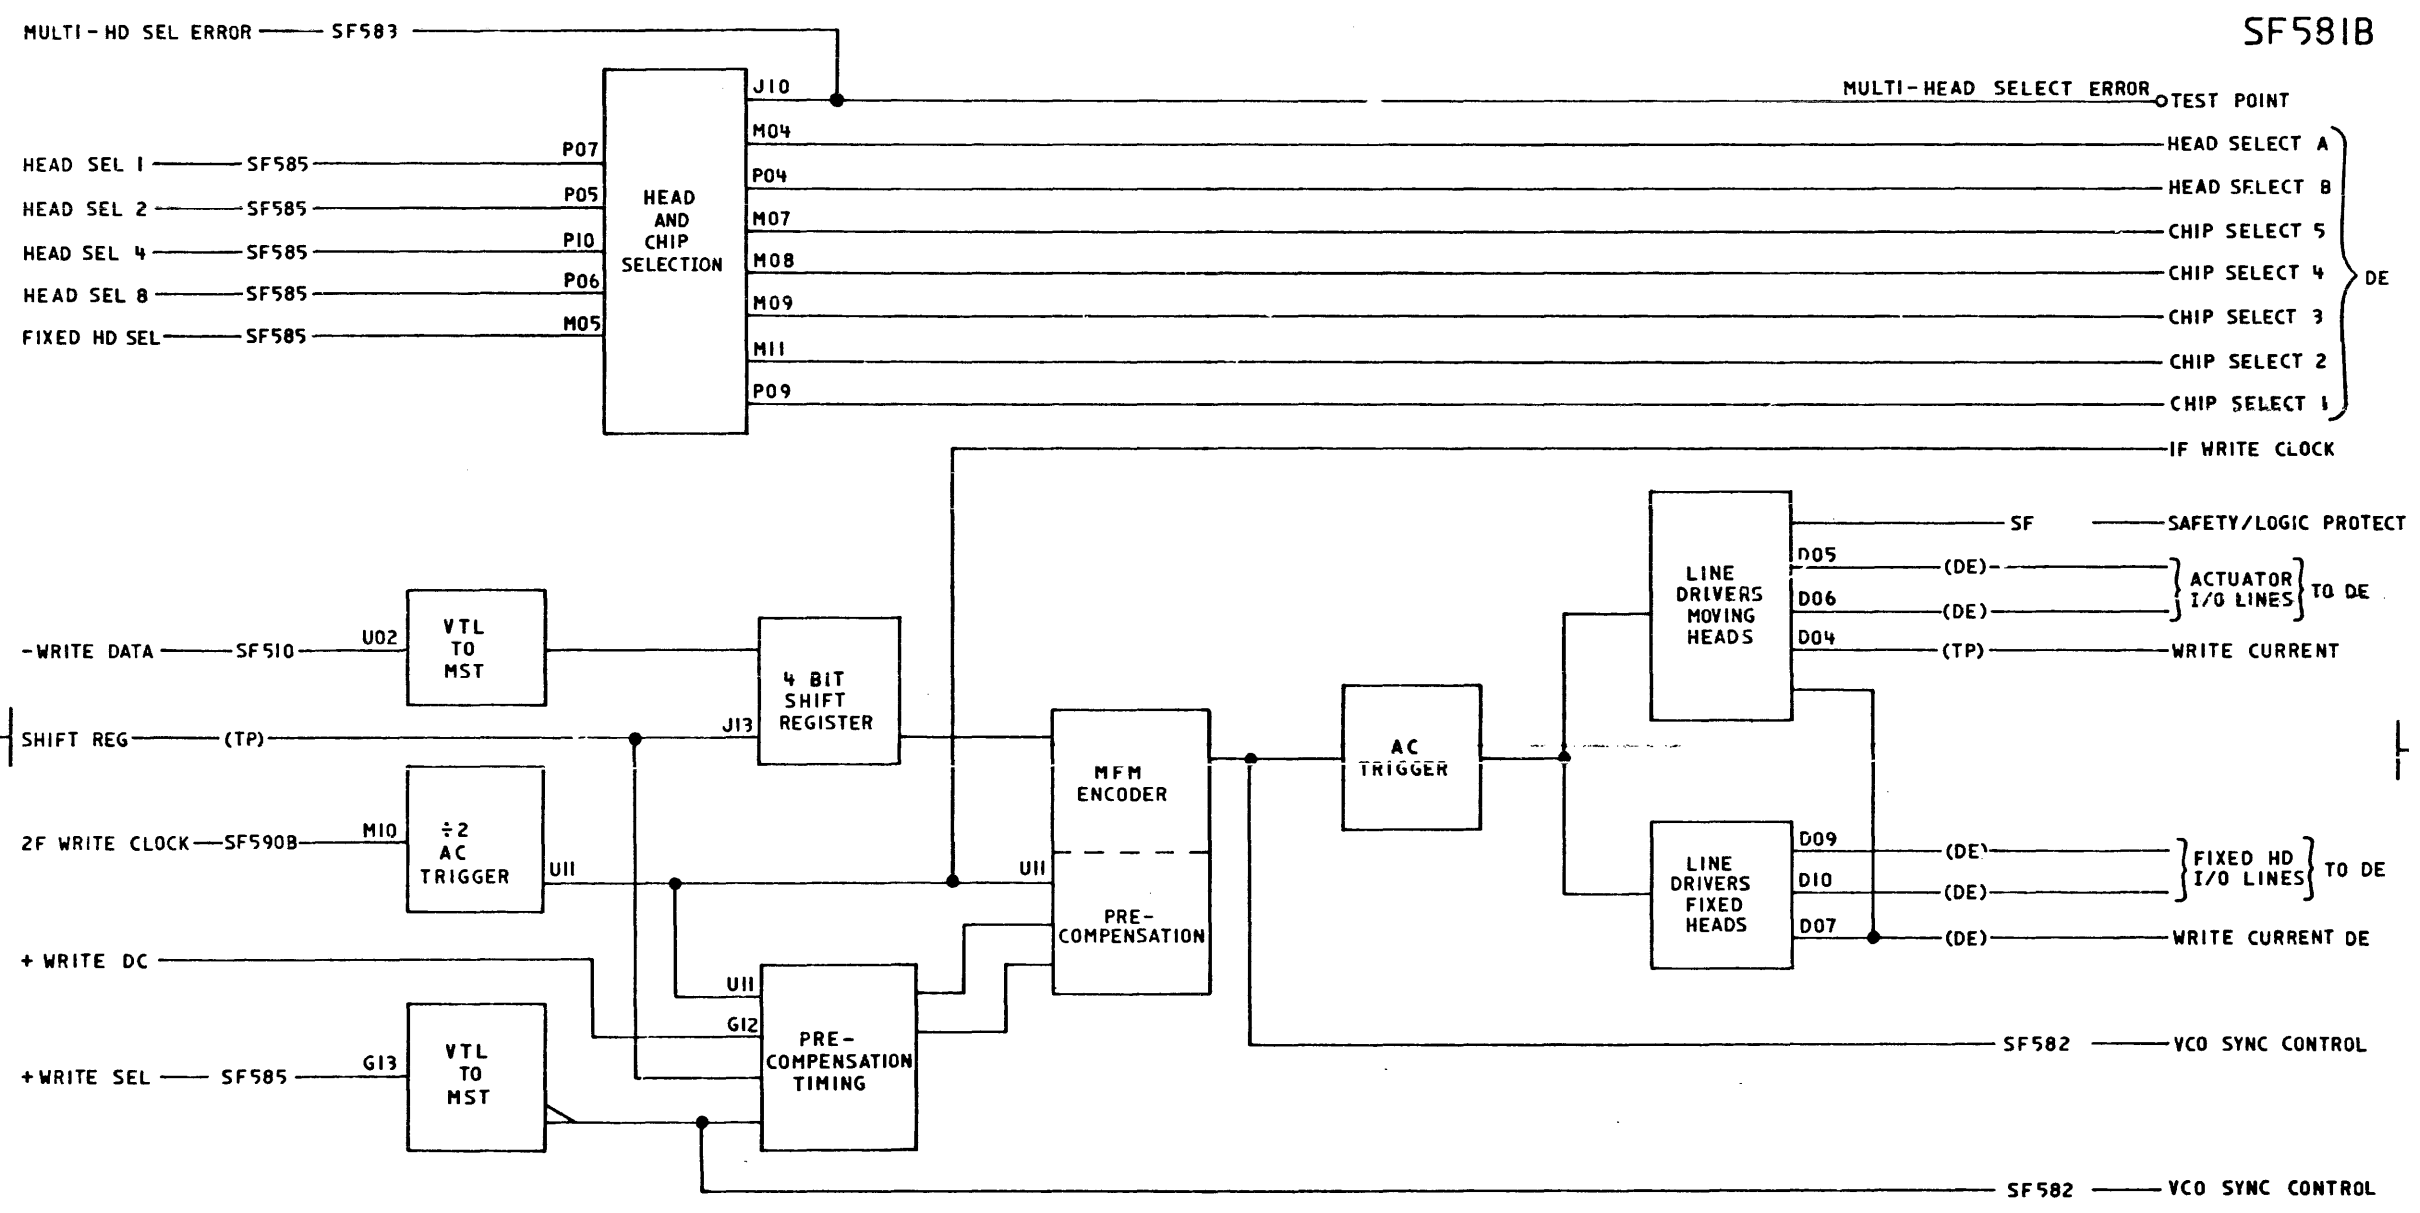 SF581B
MULTI-HD SEL ERROR SF583
J10
MULTI-HEAD SELECT ERROR
TEST POINT
M04
HEAD SELECT A
HEAD SEL 1 SF585 P07
P04
HEAD SELECT B
HEAD SEL 2 SF585 P05
HEAD
AND
CHIP
SELECTION
M07
CHIP SELECT 5
HEAD SEL 4 SF585 P10
M08
CHIP SELECT 4
DE
HEAD SEL 8 SF585 P06
M09
CHIP SELECT 3
FIXED HD SEL SF585 M05
M11
CHIP SELECT 2
P09
CHIP SELECT 1
1F WRITE CLOCK
SF SAFETY/LOGIC PROTECT
LINE
DRIVERS
MOVING
HEADS
D05 (DE)
D06 (DE)
ACTUATOR
I/O LINES
TO DE
D04 (TP) WRITE CURRENT
-WRITE DATA SF510 U02
VTL
TO
MST
4 BIT
SHIFT
REGISTER
SHIFT REG (TP) J13
MFM
ENCODER
AC
TRIGGER
2F WRITE CLOCK SF590B M10
÷2
AC
TRIGGER
U11
U11
PRE-
COMPENSATION
LINE
DRIVERS
FIXED
HEADS
D09 (DE)
D10 (DE)
FIXED HD
I/O LINES
TO DE
D07 (DE) WRITE CURRENT DE
+ WRITE DC
U11
G12
PRE-
COMPENSATION
TIMING
SF582 VCO SYNC CONTROL
+WRITE SEL SF585 G13
VTL
TO
MST
SF582 VCO SYNC CONTROL